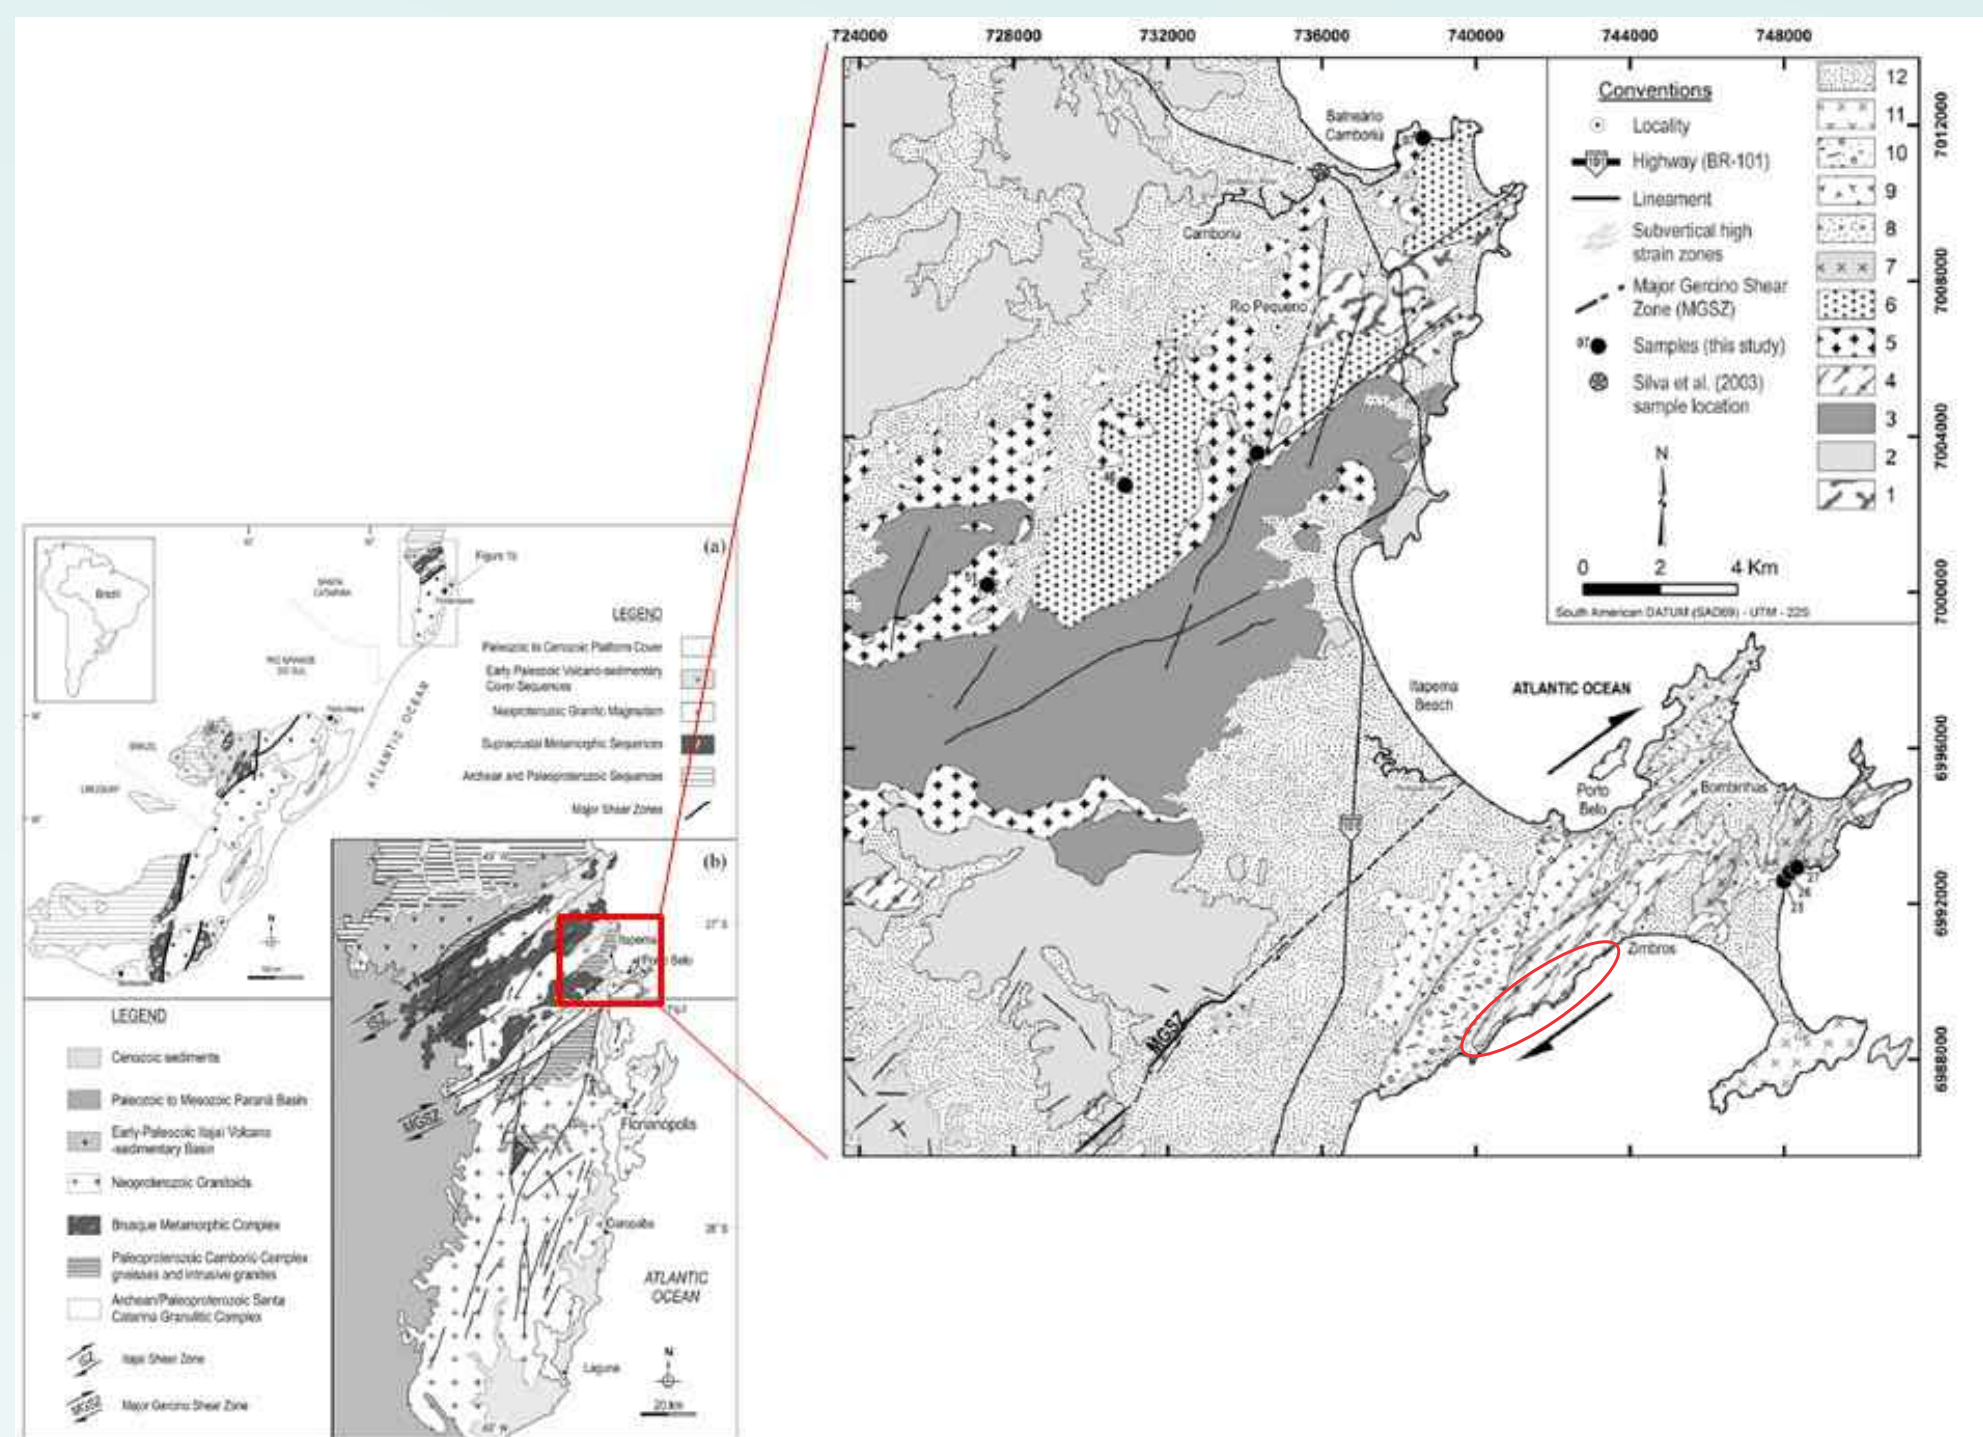 724000 728000 732000 736000 740000 744000 748000
7012000
7008000
7004000
7000000
6996000
6992000
6988000
Balneário
Camboriú
Camboriú
Rio Pequeno
Itapema
Beach
ATLANTIC OCEAN
Porto
Belo
Bombinhas
Zimbros
MGSZ
101
Conventions
Locality
101
Highway (BR-101)
Lineament
Subvertical high
strain zones
Major Gercino Shear
Zone (MGSZ)
Samples (this study)
Silva et al. (2003)
sample location
N
0 2 4 Km
South American DATUM (SAD69) - UTM - 22S
12
11
10
9
8
7
6
5
4
3
2
1
(a)
Brazil
Figure 1b
SANTA
CATARINA
RIO GRANDE
DO SUL
BRAZIL
URUGUAY
ATLANTIC OCEAN
N
LEGEND
Paleozoic to Cenozoic Platform Cover
Early Paleozoic Volcano-sedimentary
Cover Sequences
Neoproterozoic Granitic Magmatism
Supracrustal Metamorphic Sequences
Archean and Paleoproterozoic Sequences
Major Shear Zones
(b)
27° S
Itapema
Porto Belo
MGSZ
Florianópolis
Garopaba
28° S
ATLANTIC
OCEAN
Laguna
N
20 km
LEGEND
Cenozoic sediments
Paleozoic to Mesozoic Paraná Basin
Early-Paleozoic Itajaí Volcano
-sedimentary Basin
Neoproterozoic Granitoids
Brusque Metamorphic Complex
Paleoproterozoic Camboriú Complex
gneisses and intrusive granites
Archean/Paleoproterozoic Santa
Catarina Granulitic Complex
Itajaí Shear Zone
MGSZ
Major Gercino Shear Zone